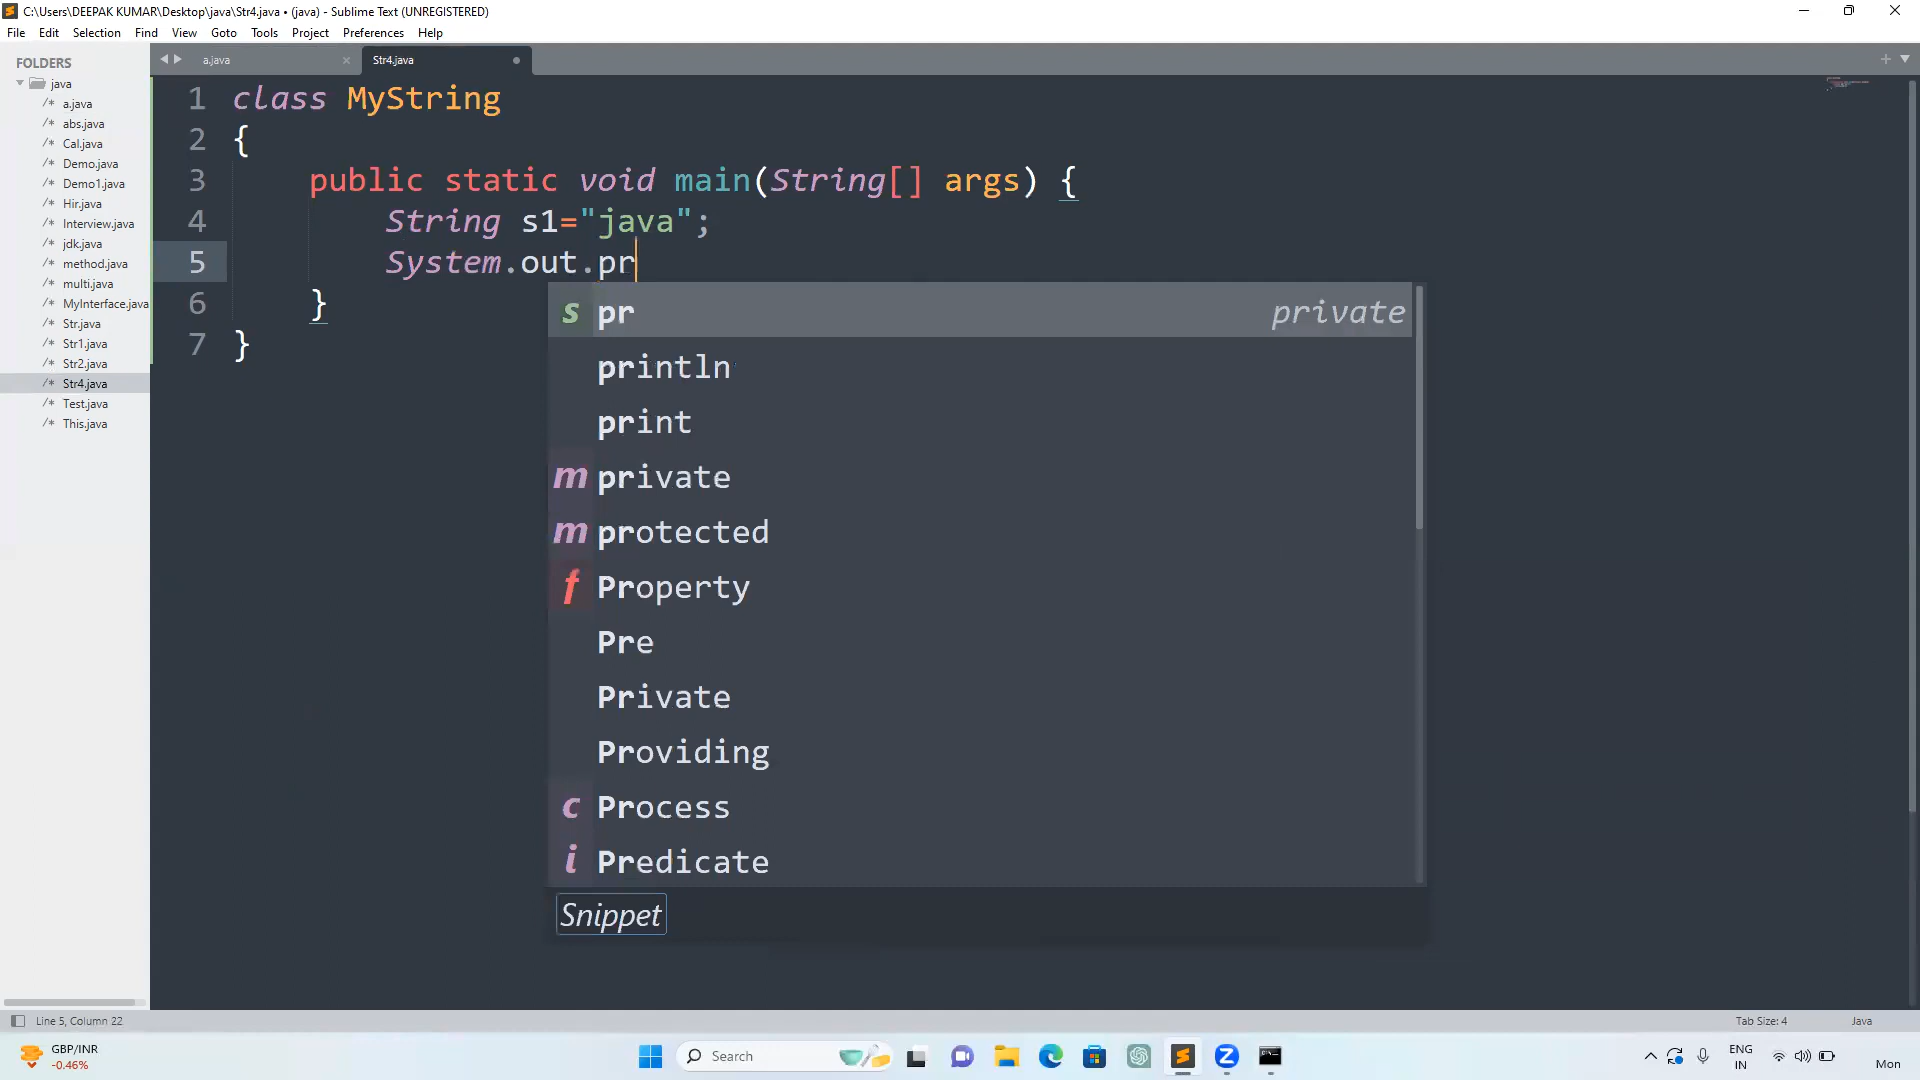 C:\Users\DEEPAK KUMAR\Desktop\java\Str4.java • (java) - Sublime Text (UNREGISTERED)
File Edit Selection Find View Goto Tools Project Preferences Help
FOLDERS
java
/* a.java
/* abs.java
/* Cal.java
/* Demo.java
/* Demo1.java
/* Hir.java
/* Interview.java
/* jdk.java
/* method.java
/* multi.java
/* MyInterface.java
/* Str.java
/* Str1.java
/* Str2.java
/* Str4.java
/* Test.java
/* This.java
a.java
Str4.java
1 class MyString
2 {
3 public static void main(String[] args) {
4 String s1="java";
5 System.out.pr
6 }
7 }
s pr private
println
print
m private
m protected
f Property
Pre
Private
Providing
c Process
i Predicate
Snippet
Line 5, Column 22
Tab Size: 4
Java
GBP/INR
-0.46%
Search
ENG
IN
Mon